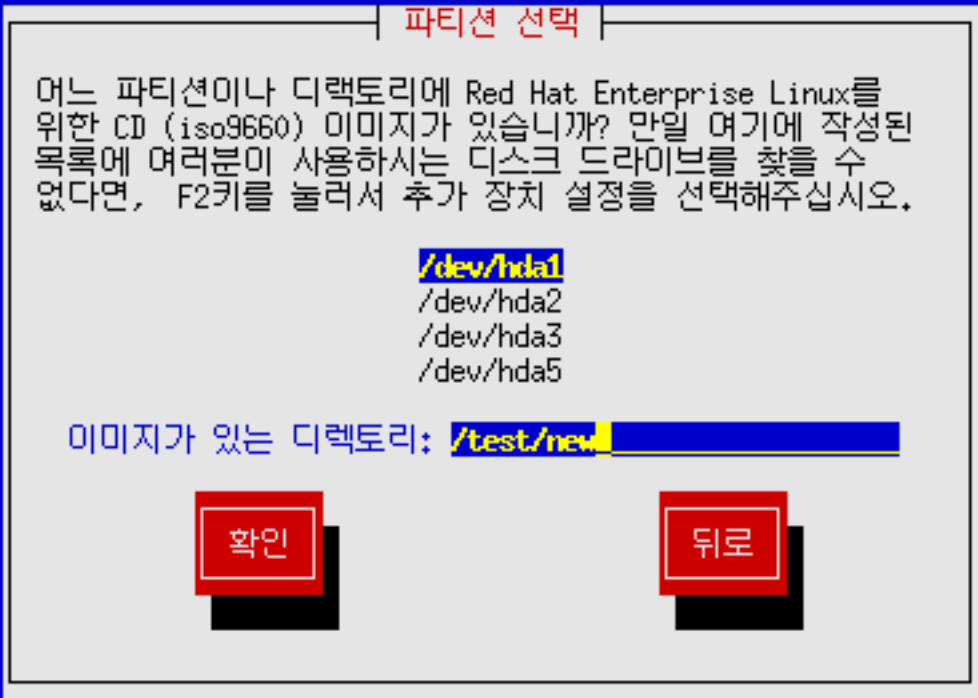 파티션 선택
어느 파티션이나 디랙토리에 Red Hat Enterprise Linux를
위한 CD (iso9660) 이미지가 있습니까? 만일 여기에 작성된
목록에 여러분이 사용하시는 디스크 드라이브를 찾을 수
없다면, F2키를 눌러서 추가 장치 설정을 선택해주십시오.
/dev/hda1
/dev/hda2
/dev/hda3
/dev/hda5
이미지가 있는 디렉토리: /test/new
확인 뒤로